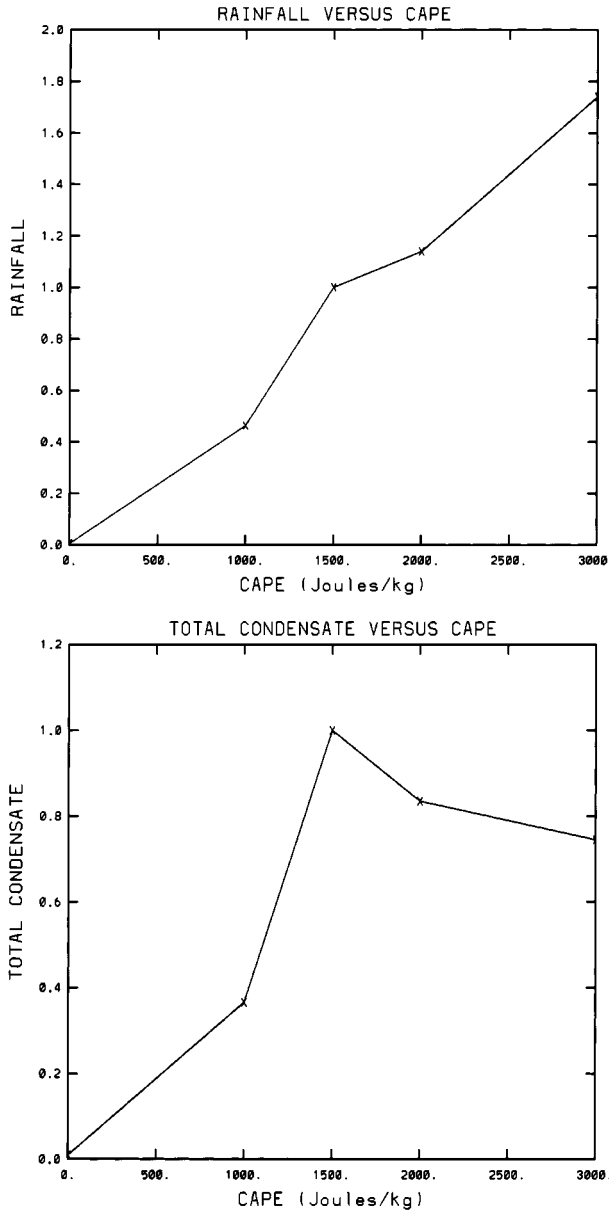 RAINFALL VERSUS CAPE
2.0
1.8
1.6
1.4
1.2
1.0
0.8
0.6
0.4
0.2
0.0
RAINFALL
0. 500. 1000. 1500. 2000. 2500. 3000
CAPE (Joules/kg)
TOTAL CONDENSATE VERSUS CAPE
1.2
1.0
0.8
0.6
0.4
0.2
0.0
TOTAL CONDENSATE
0. 500. 1000. 1500. 2000. 2500. 3000.
CAPE (Joules/kg)